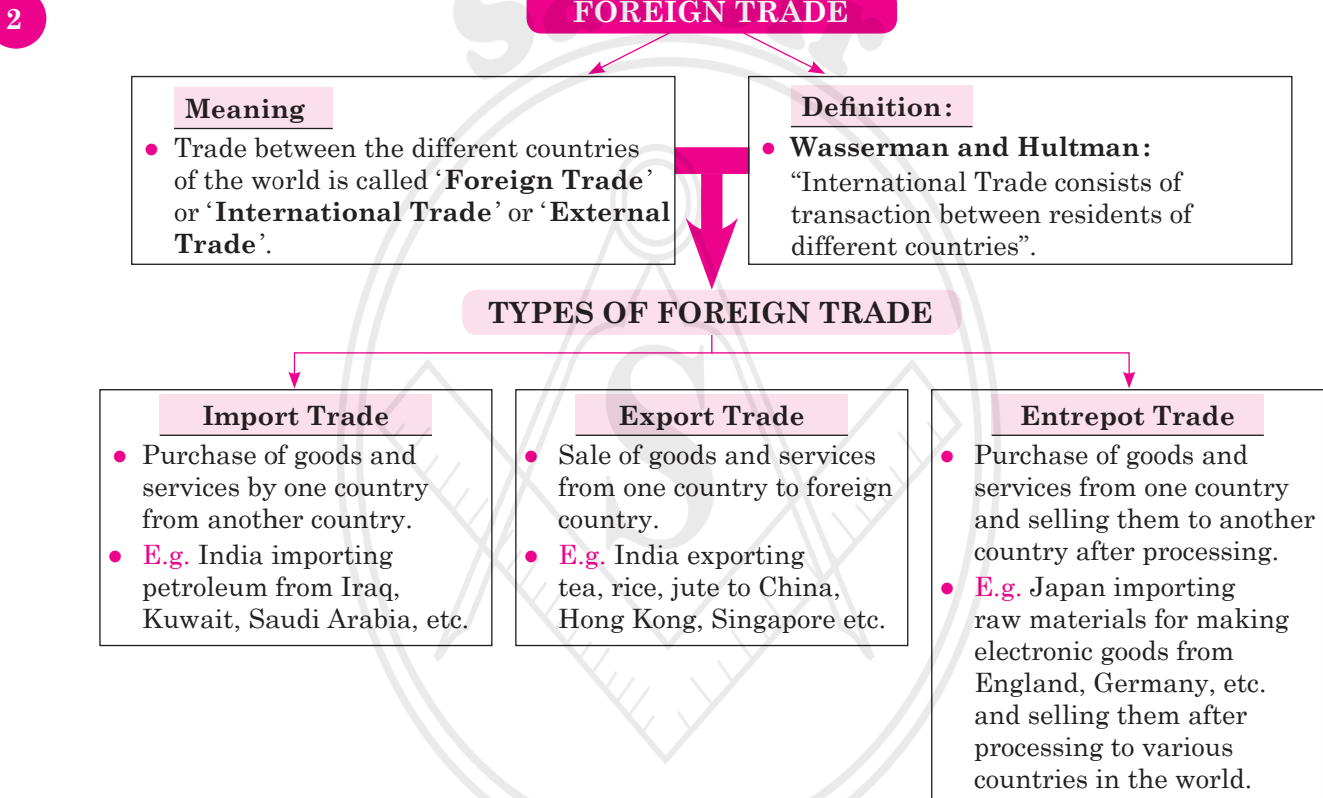 2
FOREIGN TRADE
Meaning
• Trade between the different countries
of the world is called ‘Foreign Trade’
or ‘International Trade’ or ‘External
Trade’.
Definition:
• Wasserman and Hultman:
“International Trade consists of
transaction between residents of
different countries”.
TYPES OF FOREIGN TRADE
Import Trade
• Purchase of goods and
services by one country
from another country.
• E.g. India importing
petroleum from Iraq,
Kuwait, Saudi Arabia, etc.
Export Trade
• Sale of goods and services
from one country to foreign
country.
• E.g. India exporting
tea, rice, jute to China,
Hong Kong, Singapore etc.
Entrepot Trade
• Purchase of goods and
services from one country
and selling them to another
country after processing.
• E.g. Japan importing
raw materials for making
electronic goods from
England, Germany, etc.
and selling them after
processing to various
countries in the world.
S